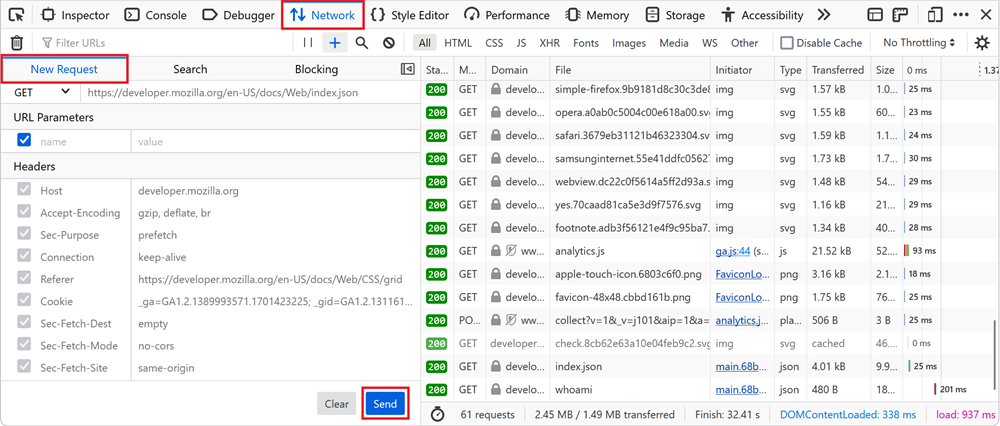 Inspector Console Debugger Network Style Editor Performance Memory Storage Accessibility
Filter URLs All HTML CSS JS XHR Fonts Images Media WS Other Disable Cache No Throttling
New Request Search Blocking
GET https://developer.mozilla.org/en-US/docs/Web/index.json
URL Parameters
name value
Headers
Host developer.mozilla.org
Accept-Encoding gzip, deflate, br
Sec-Purpose prefetch
Connection keep-alive
Referer https://developer.mozilla.org/en-US/docs/Web/CSS/grid
Cookie _ga=GA1.2.1389993571.1701423225; _gid=GA1.2.131161...
Sec-Fetch-Dest empty
Sec-Fetch-Mode no-cors
Sec-Fetch-Site same-origin
Clear Send
Sta... M... Domain File Initiator Type Transferred Size 0 ms 1.37
200 GET develo... simple-firefox.9b9181d8c30c3de8 img svg 1.57 kB 1.0... 25 ms
200 GET develo... opera.a0ab0c5004c00e618a00.svg img svg 1.55 kB 60... 23 ms
200 GET develo... safari.3679eb31121b46323304.svg img svg 1.59 kB 1.1... 24 ms
200 GET develo... samsunginternet.55e41ddfc05627 img svg 1.73 kB 1.7... 30 ms
200 GET develo... webview.dc22c0f5614a5ff2d93a.s img svg 1.48 kB 54... 29 ms
200 GET develo... yes.70caad81ca5e3d9f7576.svg img svg 1.16 kB 21... 29 ms
200 GET develo... footnote.adb3f56121e4f9c95ba7. img svg 1.34 kB 40... 28 ms
200 GET ww... analytics.js ga.js:44 (s... js 21.52 kB 52... 93 ms
200 GET develo... apple-touch-icon.6803c6f0.png FaviconLo... png 3.16 kB 2.1... 18 ms
200 GET develo... favicon-48x48.cbbd161b.png FaviconLo... png 1.75 kB 76... 25 ms
200 PO... ww... collect?v=1&_v=j101&aip=1&a= analytics.j... pla... 506 B 3 B 25 ms
200 GET developer... check.8cb62e63a10e04feb9c2.svg img svg cached 46... 0 ms
200 GET develo... index.json main.68b... json 4.01 kB 9.9... 25 ms
200 GET develo... whoami main.68b... json 480 B 18... 201 ms
61 requests 2.45 MB / 1.49 MB transferred Finish: 32.41 s DOMContentLoaded: 338 ms load: 937 ms